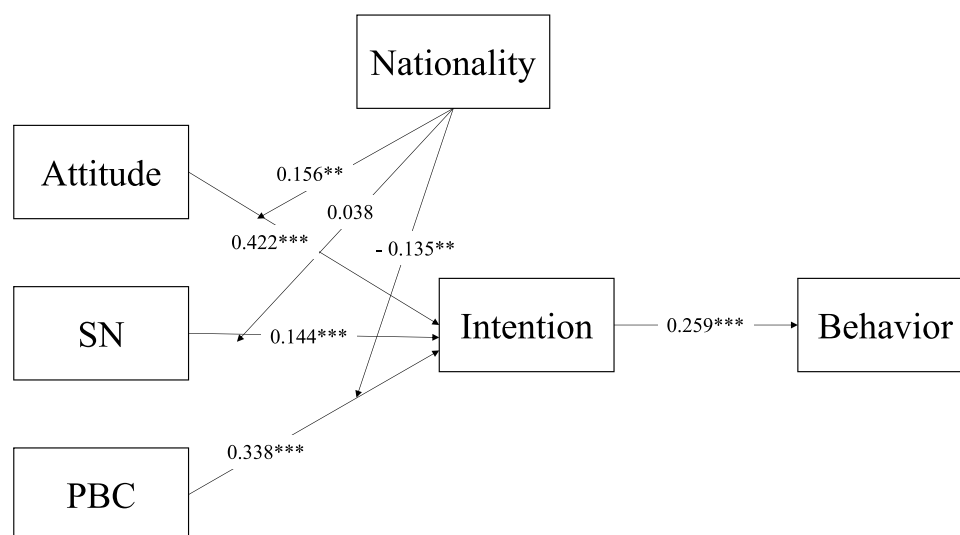 Nationality
Attitude
0.156**
0.038
0.422***
- 0.135**
SN
0.144***
Intention
0.259***
Behavior
0.338***
PBC